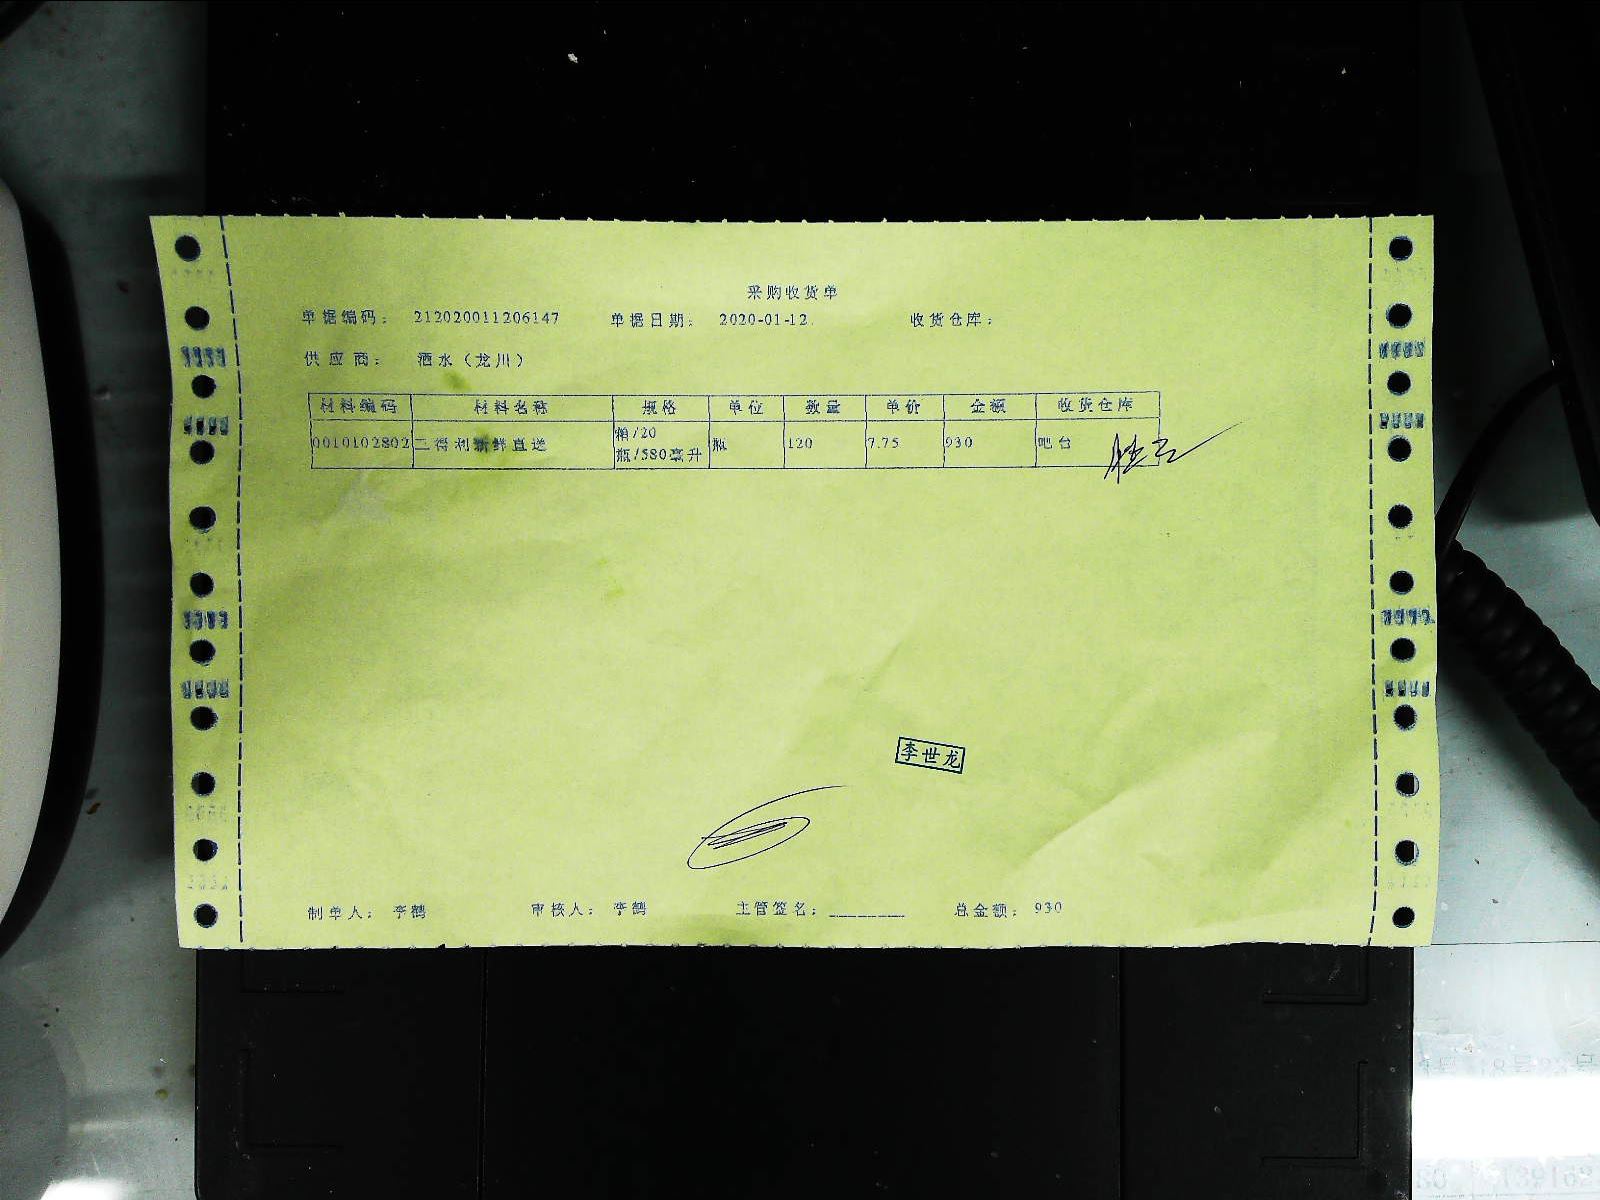 采购收货单
单据编码： 212020011206147 单据日期： 2020-01-12 收货仓库：
供应商： 酒水（龙川）
材料编码 材料名称 规格 单位 数量 单价 金额 收货仓库
0010102802 三得利新鲜直送 箱/20瓶/580毫升 瓶 120 7.75 930 吧台
李世龙
制单人： 李鹤 审核人： 李鹤 主管签名：________ 总金额： 930